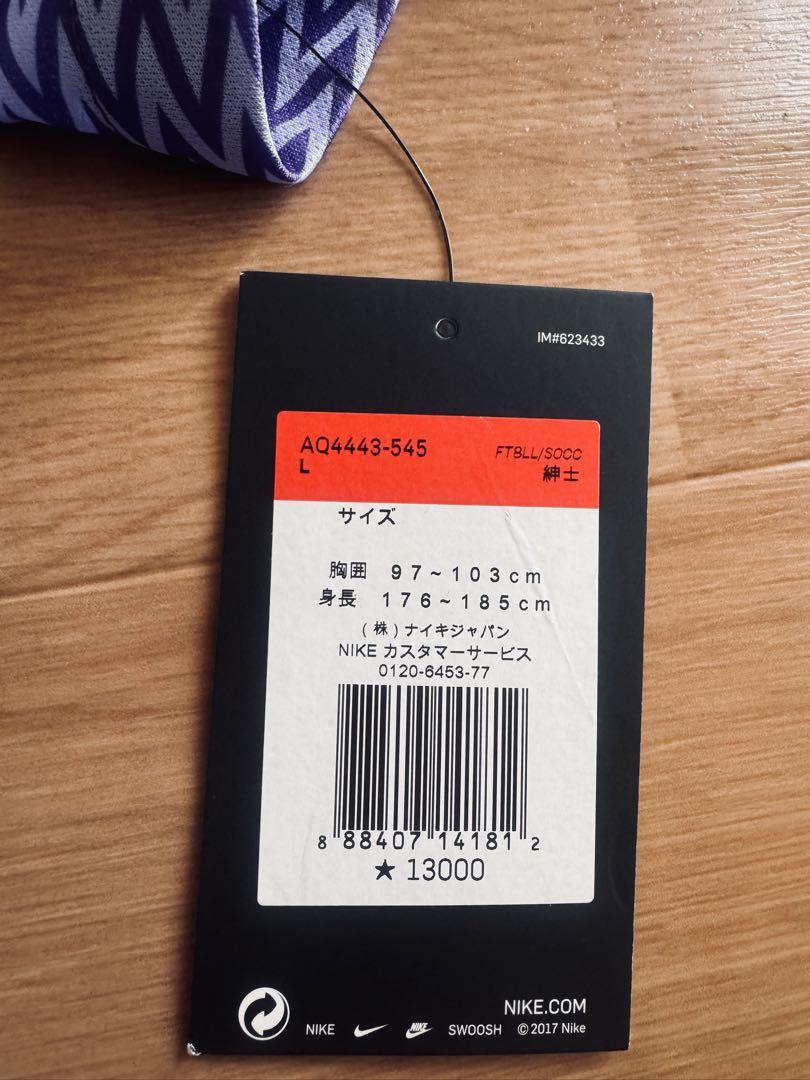 IM#623433
AQ4443-545
L
FTBLL/SOCC
紳士
サイズ
胸囲 97~103cm
身長 176~185cm
(株)ナイキジャパン
NIKE カスタマーサービス
0120-6453-77
8 88407 14181 2
★ 13000
NIKE.COM
NIKE NIKE SWOOSH © 2017 Nike